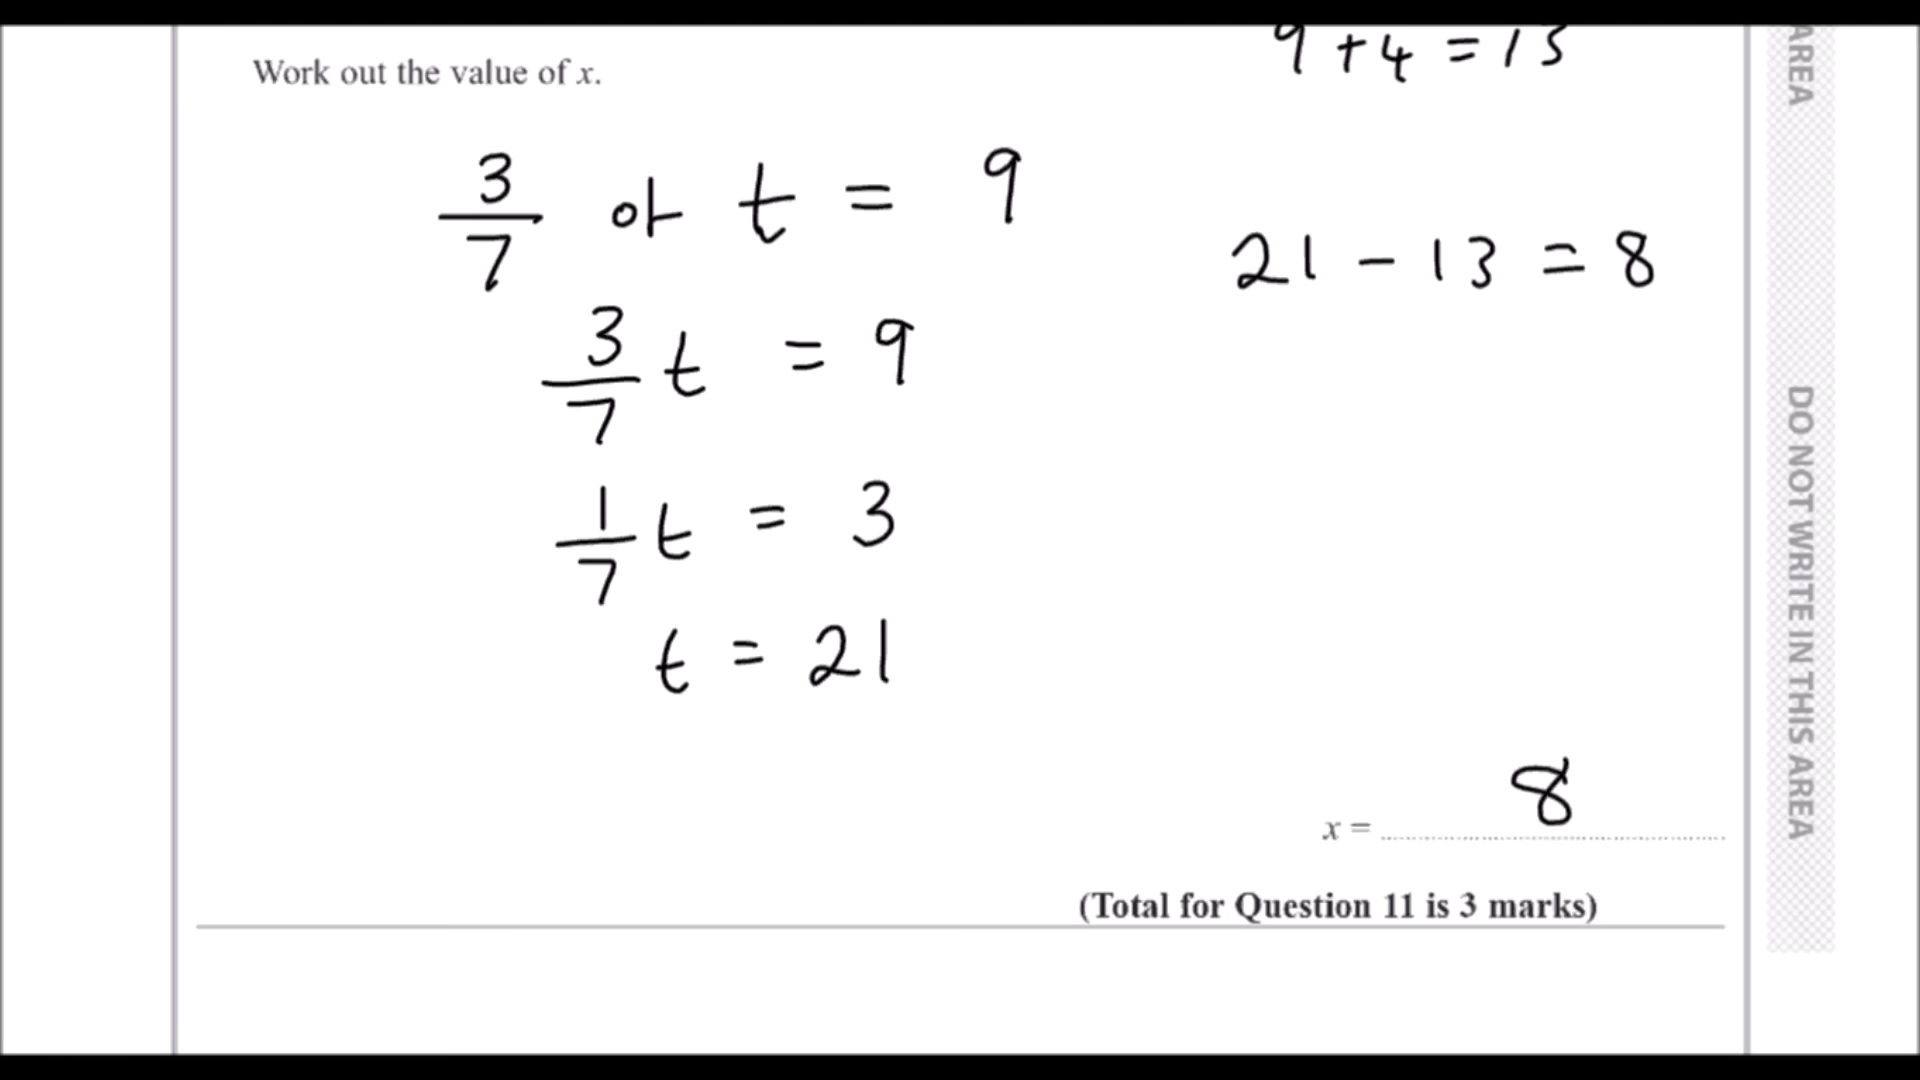 9 + 4 = 13
Work out the value of x.
3/7 of t = 9
21 - 13 = 8
3/7 t = 9
1/7 t = 3
t = 21
x = 8
(Total for Question 11 is 3 marks)
AREA
DO NOT WRITE IN THIS AREA